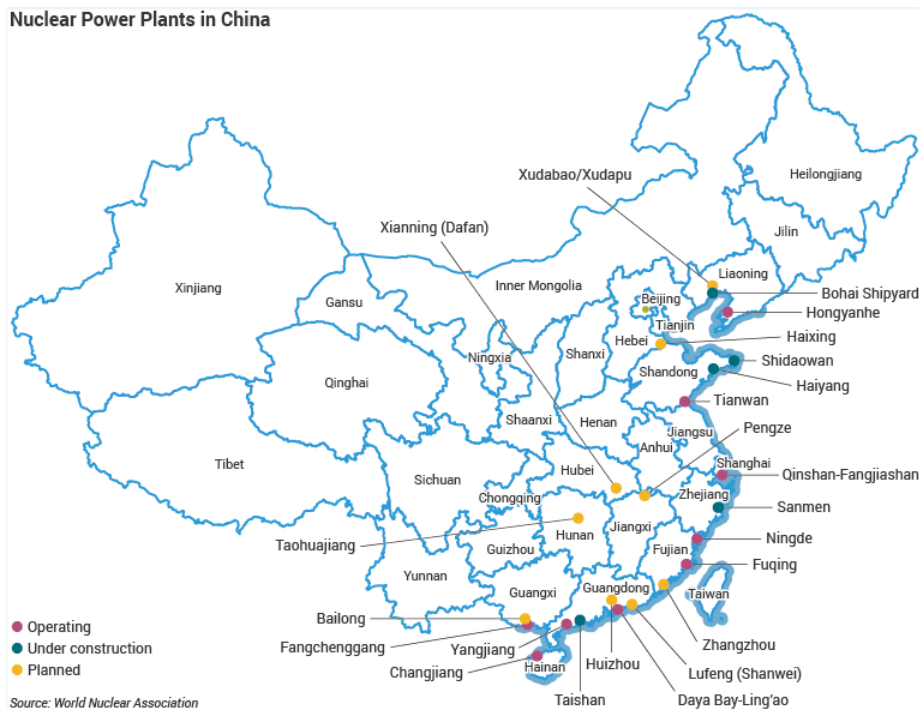 Nuclear Power Plants in China
Xudabao/Xudapu
Heilongjiang
Xianning (Dafan)
Jilin
Liaoning
Inner Mongolia
Xinjiang
Beijing
Bohai Shipyard
Gansu
Hongyanhe
Tianjin
Hebei
Haixing
Ningxia
Shanxi
Shidaowan
Shandong
Qinghai
Haiyang
Tianwan
Shaanxi
Henan
Pengze
Jiangsu
Anhui
Tibet
Hubei
Shanghai
Sichuan
Qinshan-Fangjiashan
Chongqing
Zhejiang
Sanmen
Taohuajiang
Hunan
Jiangxi
Ningde
Guizhou
Fujian
Fuqing
Yunnan
Guangxi
Guangdong
Taiwan
Bailong
Operating
Zhangzhou
Fangchenggang
Yangjiang
Under construction
Huizhou
Hainan
Changjiang
Lufeng (Shanwei)
Planned
Taishan
Daya Bay-Ling'ao
Source: World Nuclear Association